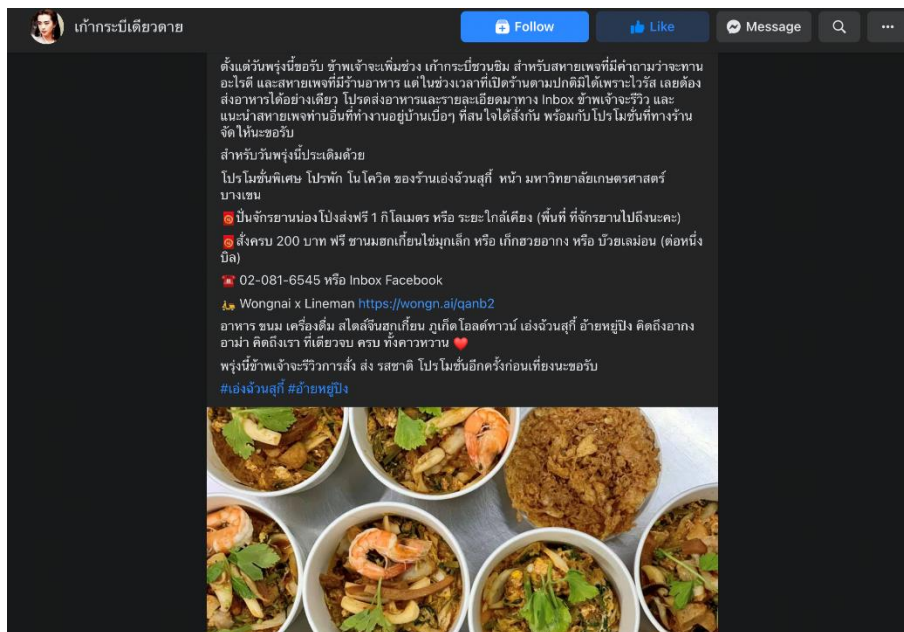 เก้ากระบี่เดียวดาย
Follow
Like
Message
ตั้งแต่วันพรุ่งนี้ขอรับ ข้าพเจ้าจะเพิ่มช่วง เก้ากระบี่ชวนชิม สำหรับสหายเพจที่มีคำถามว่าจะทาน
อะไรดี และสหายเพจที่มีร้านอาหาร แต่ในช่วงเวลาที่เปิดร้านตามปกติมิได้เพราะไวรัส เลยต้อง
ส่งอาหารได้อย่างเดียว โปรดส่งอาหารและรายละเอียดมาทาง Inbox ข้าพเจ้าจะรีวิว และ
แนะนำสหายเพจท่านอื่นที่ทำงานอยู่บ้านเบื่อๆ ที่สนใจได้สั่งกัน พร้อมกับโปรโมชั่นที่ทางร้าน
จัดให้นะขอรับ
สำหรับวันพรุ่งนี้ประเดิมด้วย
โปรโมชั่นพิเศษ โปรพัก โนโควิด ของร้านเอ่งฉ้วนสุกี้ หน้า มหาวิทยาลัยเกษตรศาสตร์
บางเขน
ปั่นจักรยานน่องโป่งส่งฟรี 1 กิโลเมตร หรือ ระยะใกล้เคียง (พื้นที่ ที่จักรยานไปถึงนะคะ)
สั่งครบ 200 บาท ฟรี ชานมฮกเกี้ยนไข่มุกเล็ก หรือ เก็กฮวยอากง หรือ บ๊วยเลม่อน (ต่อหนึ่ง
บิล)
☎ 02-081-6545 หรือ Inbox Facebook
🛵 Wongnai x Lineman https://wongn.ai/qanb2
อาหาร ขนม เครื่องดื่ม สไตล์จีนฮกเกี้ยน ภูเก็ตโอลด์ทาวน์ เอ่งฉ้วนสุกี้ อ้ายหยู่ปิง คิดถึงอากง
อาม่า คิดถึงเรา ที่เดียวจบ ครบ ทั้งคาวหวาน ❤
พรุ่งนี้ข้าพเจ้าจะรีวิวการสั่ง ส่ง รสชาติ โปรโมชั่นอีกครั้งก่อนเที่ยงนะขอรับ
#เอ่งฉ้วนสุกี้ #อ้ายหยู่ปิง